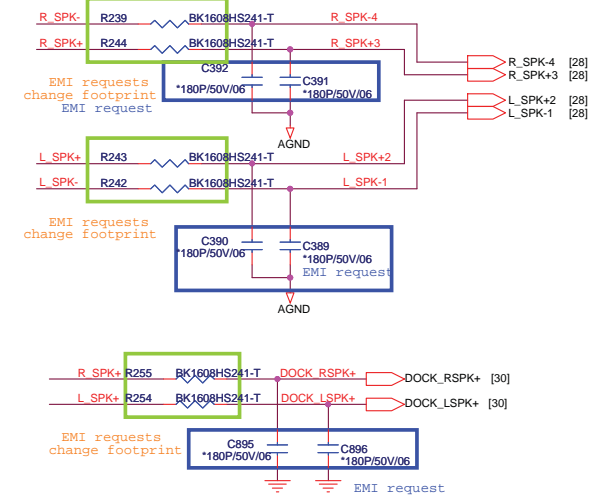 R_SPK- R239 BK1608HS241-T R_SPK-4
R_SPK+ R244 BK1608HS241-T R_SPK+3
R_SPK-4 [28]
R_SPK+3 [28]
C392
*180P/50V/06
C391
*180P/50V/06
EMI requests
change footprint
EMI request
L_SPK+2 [28]
L_SPK-1 [28]
AGND
L_SPK+ R243 BK1608HS241-T L_SPK+2
L_SPK- R242 BK1608HS241-T L_SPK-1
EMI requests
change footprint
C390
*180P/50V/06
C389
*180P/50V/06
EMI request
AGND
R_SPK+ R255 BK1608HS241-T DOCK_RSPK+ DOCK_RSPK+ [30]
L_SPK+ R254 BK1608HS241-T DOCK_LSPK+ DOCK_LSPK+ [30]
EMI requests
change footprint
C895
*180P/50V/06
C896
*180P/50V/06
EMI request